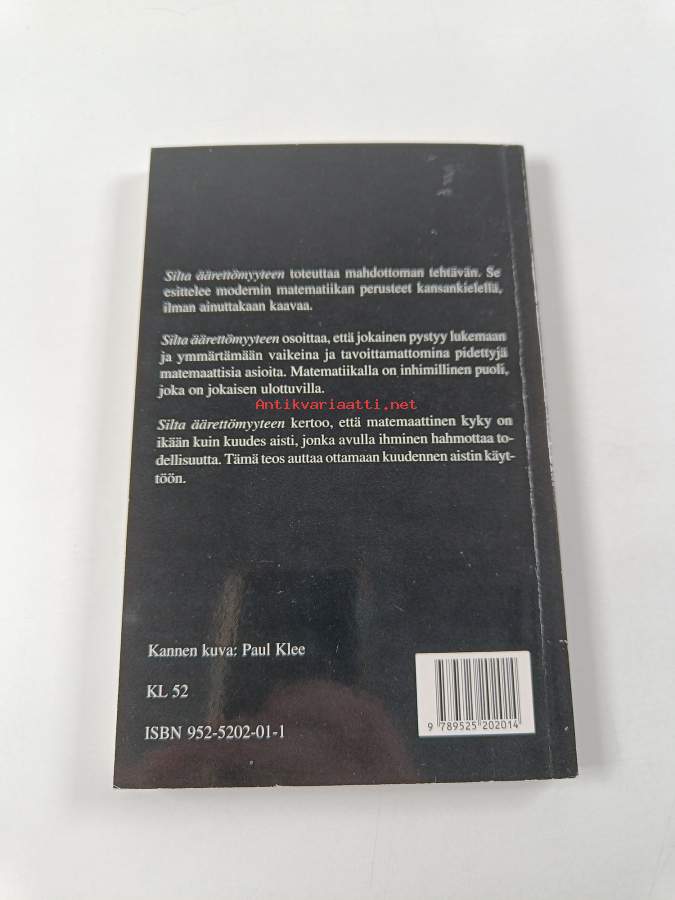 Silta äärettömyyteen toteuttaa mahdottoman tehtävän. Se
esittelee modernin matematiikan perusteet kansankielellä,
ilman ainuttakaan kaavaa.
Silta äärettömyyteen osoittaa, että jokainen pystyy lukemaan
ja ymmärtämään vaikeina ja tavoittamattomina pidettyjä
matemaattisia asioita. Matematiikalla on inhimillinen puoli,
joka on jokaisen ulottuvilla.
Antikvariaatti.net
Silta äärettömyyteen kertoo, että matemaattinen kyky on
ikään kuin kuudes aisti, jonka avulla ihminen hahmottaa to-
dellisuutta. Tämä teos auttaa ottamaan kuudennen aistin käyt-
töön.
Kannen kuva: Paul Klee
KL 52
ISBN 952-5202-01-1
9 789525 202014